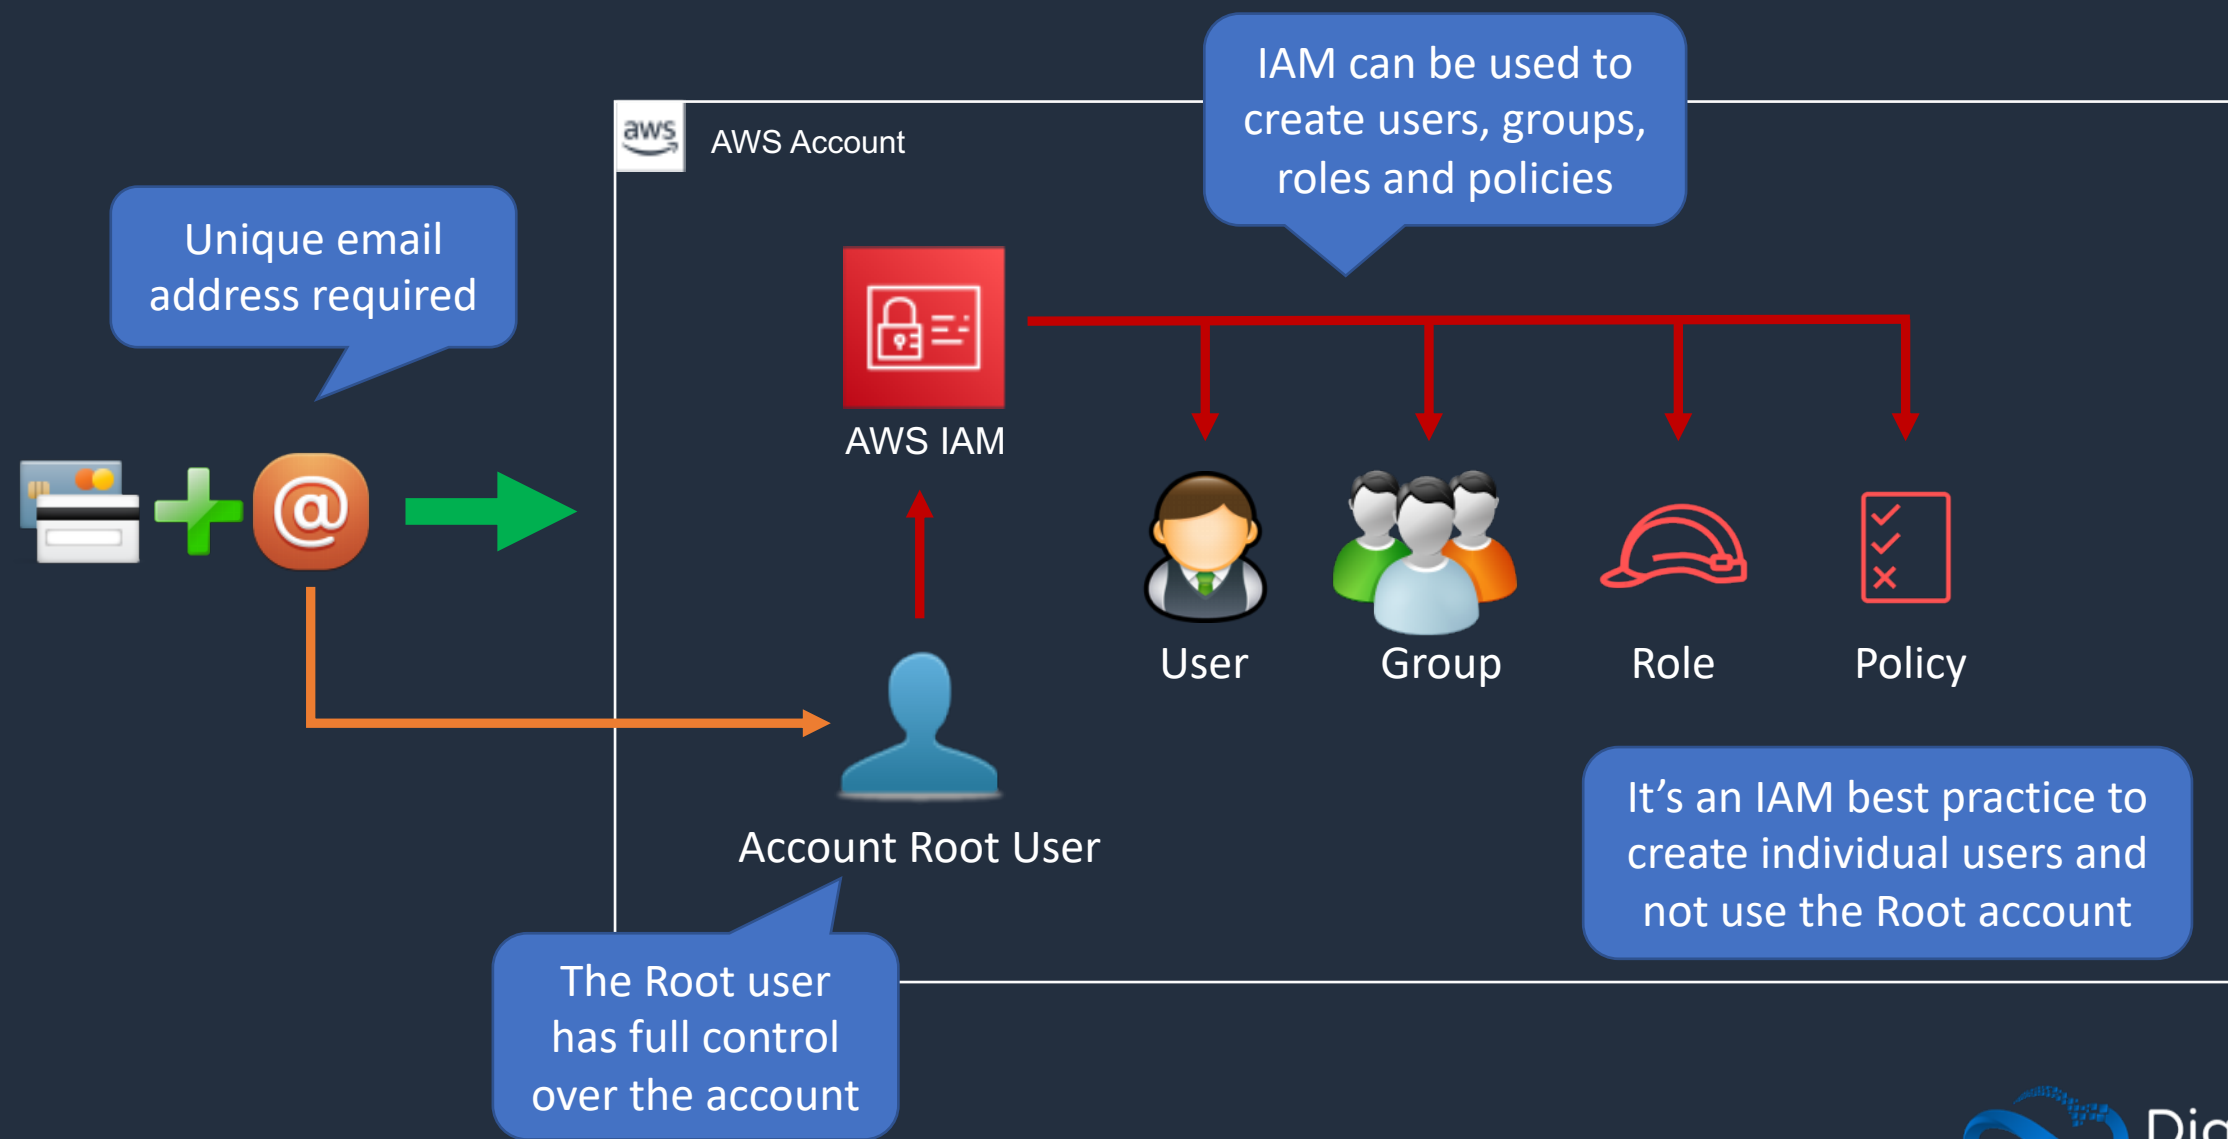 IAM can be used to
create users, groups,
roles and policies
aws
AWS Account
Unique email
address required
AWS IAM
@
User
Group
Role
Policy
Account Root User
It’s an IAM best practice to
create individual users and
not use the Root account
The Root user
has full control
over the account